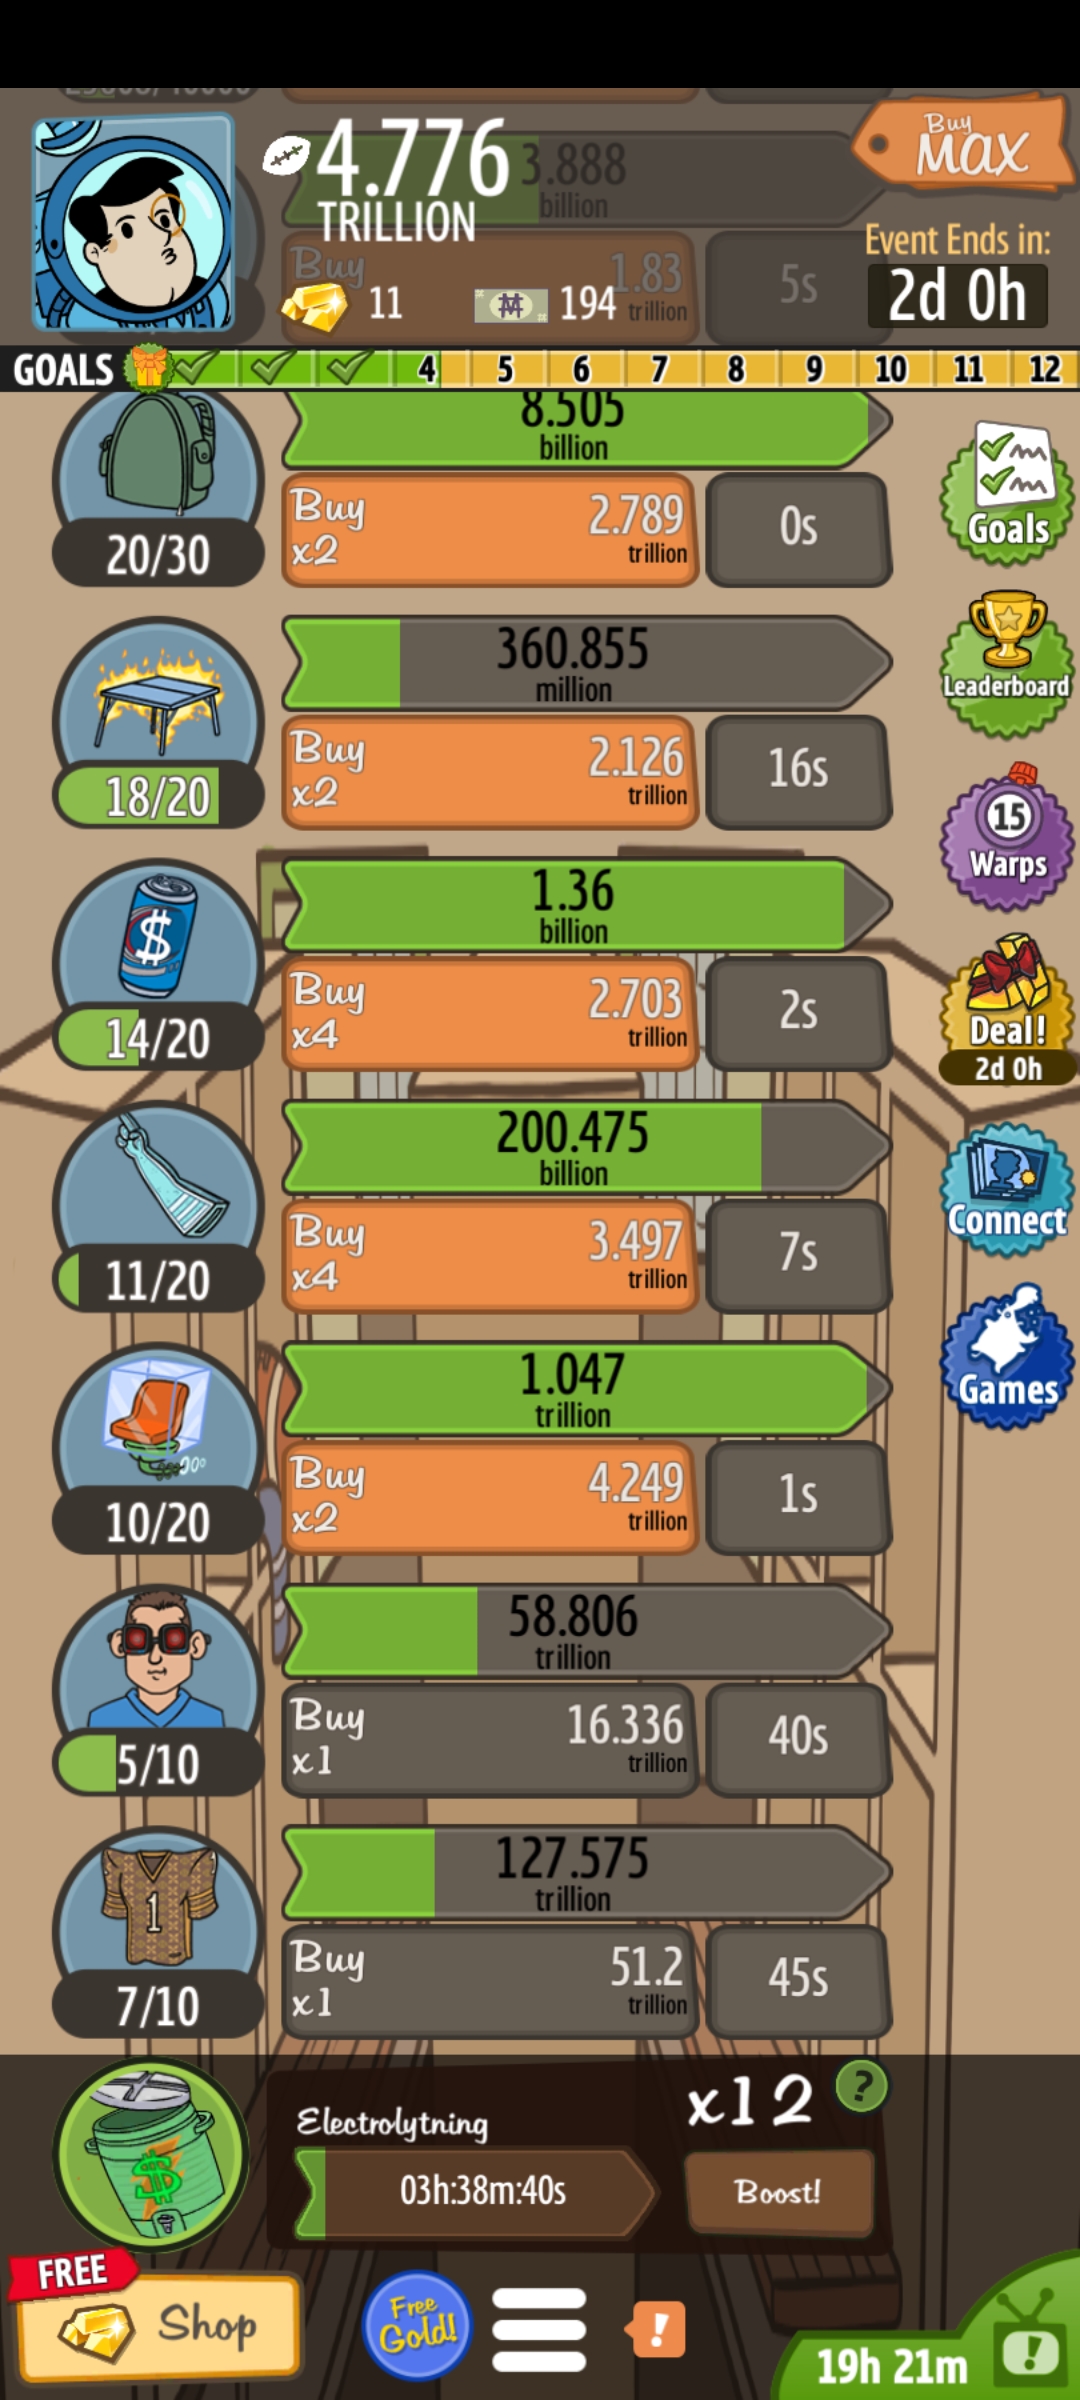 4.776
TRILLION
3.888
billion
Buy
MAX
Buy
1.83
trillion
5s
11
194
Event Ends in:
2d 0h
GOALS
4
5
6
7
8
9
10
11
12
8.505
billion
20/30
Buy
x2
2.789
trillion
0s
Goals
360.855
million
18/20
Buy
x2
2.126
trillion
16s
Leaderboard
15
Warps
1.36
billion
$
14/20
Buy
x4
2.703
trillion
2s
Deal!
2d 0h
200.475
billion
11/20
Buy
x4
3.497
trillion
7s
Connect
1.047
trillion
10/20
Buy
x2
4.249
trillion
1s
Games
58.806
trillion
5/10
Buy
x1
16.336
trillion
40s
127.575
trillion
1
7/10
Buy
x1
51.2
trillion
45s
$
Electrolytning
x12
?
03h:38m:40s
Boost!
FREE
Shop
Free
Gold!
!
19h 21m
!